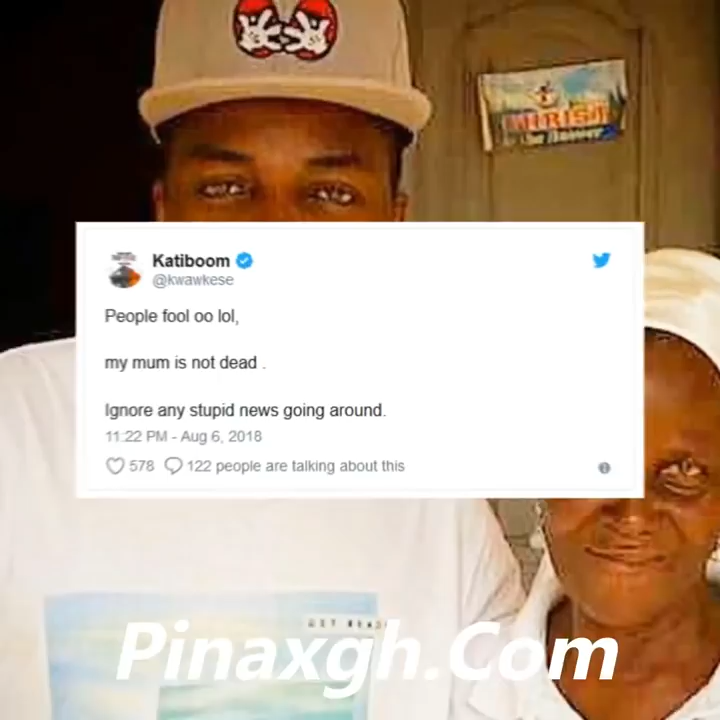 Katiboom
@kwawkese
People fool oo lol,
my mum is not dead .
Ignore any stupid news going around.
11:22 PM - Aug 6, 2018
578 122 people are talking about this
Pinaxgh.Com